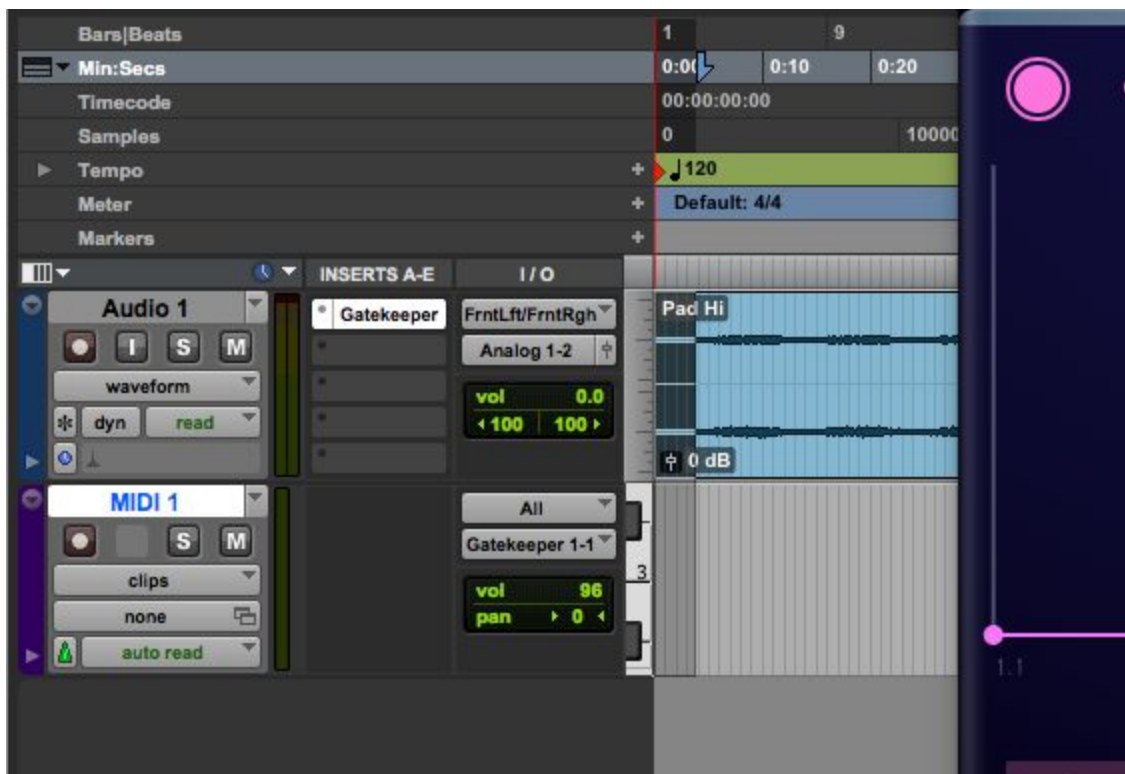 Bars|Beats 1 9
Min:Secs 0:00 0:10 0:20
Timecode 00:00:00:00
Samples 0 10000
Tempo + 120
Meter + Default: 4/4
Markers +
INSERTS A-E I/O
Audio 1 Gatekeeper FrntLft/FrntRgh Pad Hi
I S M Analog 1-2
waveform
vol 0.0
dyn read 100 100
0 dB
MIDI 1 All
S M Gatekeeper 1-1
clips 3
none vol 96
pan 0
auto read
1.1